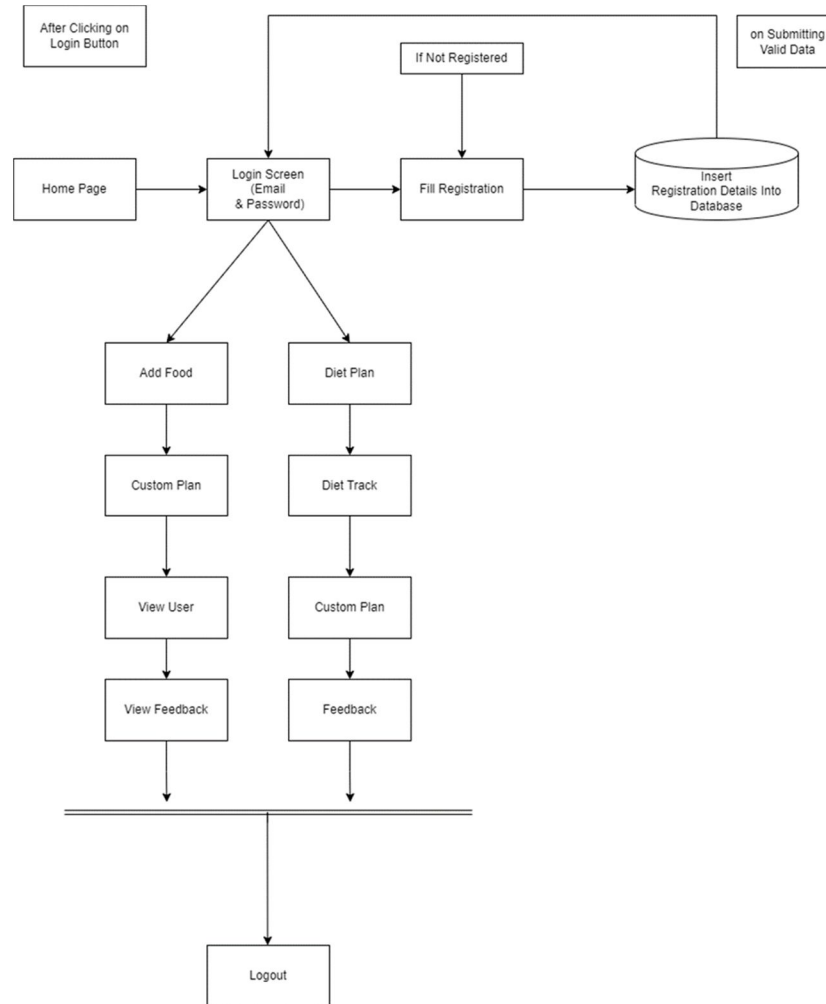 After Clicking on
Login Button
on Submitting
Valid Data
If Not Registered
Home Page
Login Screen
(Email
& Password)
Fill Registration
Insert
Registration Details Into
Database
Add Food
Diet Plan
Custom Plan
Diet Track
View User
Custom Plan
View Feedback
Feedback
Logout